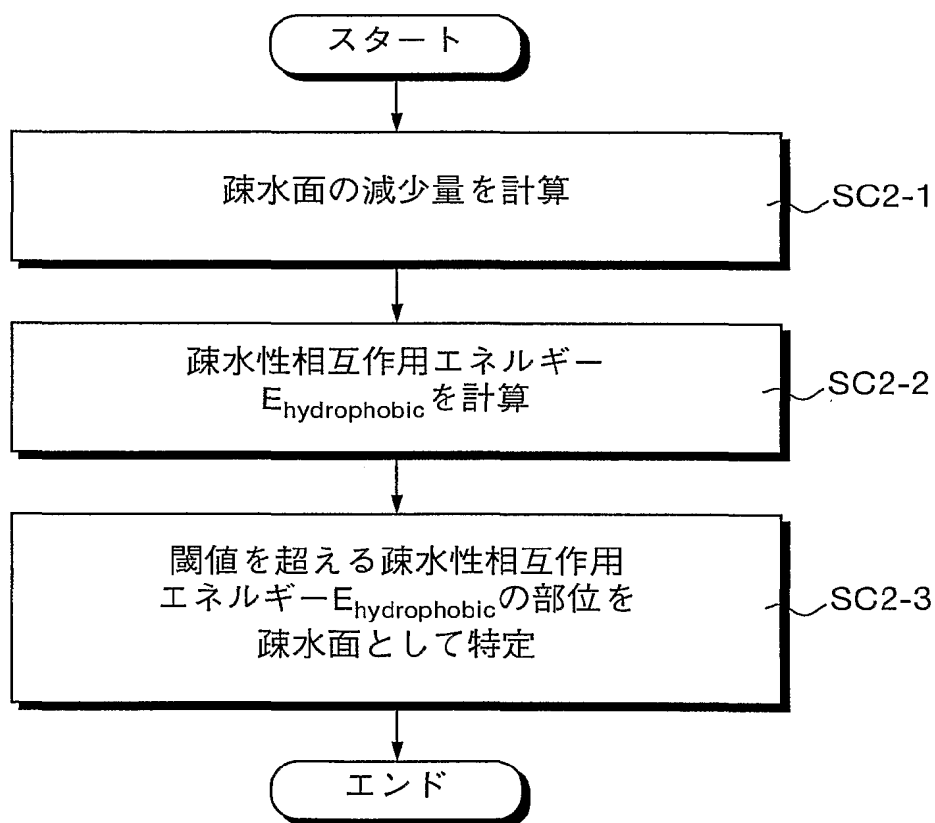 スタート
疎水面の減少量を計算
SC2-1
疎水性相互作用エネルギー
Ehydrophobicを計算
SC2-2
閾値を超える疎水性相互作用
エネルギーEhydrophobicの部位を
疎水面として特定
SC2-3
エンド